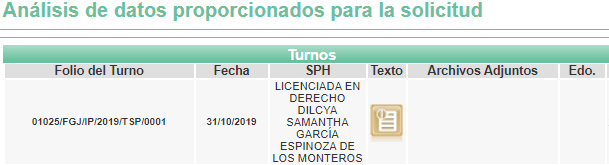 Análisis de datos proporcionados para la solicitud
Turnos
Folio del Turno Fecha SPH Texto Archivos Adjuntos Edo.
01025/FGJ/IP/2019/TSP/0001 31/10/2019 LICENCIADA EN
DERECHO
DILCYA
SAMANTHA
GARCÍA
ESPINOZA DE
LOS MONTEROS